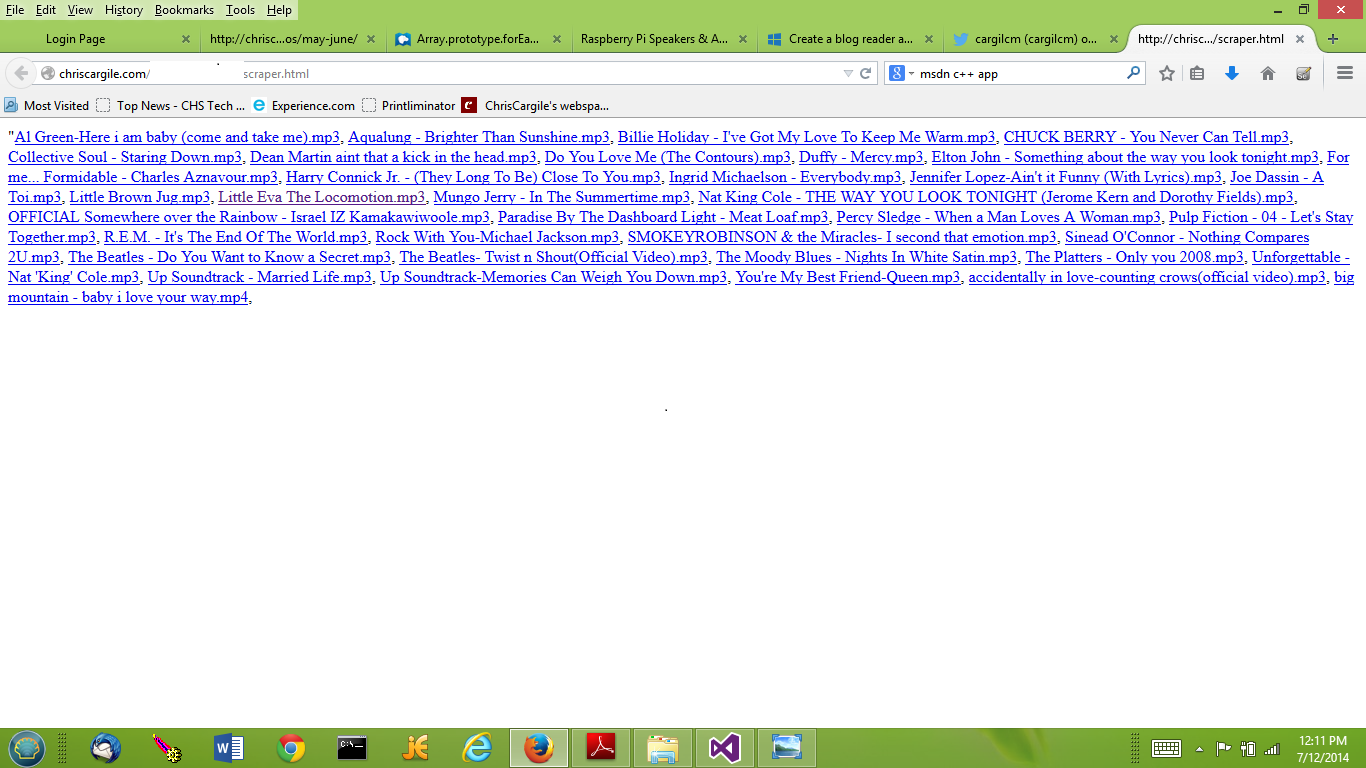 File Edit View History Bookmarks Tools Help
Login Page http://chrisc...os/may-june/ Array.prototype.forEa... Raspberry Pi Speakers & A... Create a blog reader a... cargilcm (cargilcm) o... http://chrisc.../scraper.html
chriscargile.com/ scraper.html msdn c++ app
Most Visited Top News - CHS Tech ... Experience.com Printliminator ChrisCargile's webspa...
"Al Green-Here i am baby (come and take me).mp3, Aqualung - Brighter Than Sunshine.mp3, Billie Holiday - I've Got My Love To Keep Me Warm.mp3, CHUCK BERRY - You Never Can Tell.mp3,
Collective Soul - Staring Down.mp3, Dean Martin aint that a kick in the head.mp3, Do You Love Me (The Contours).mp3, Duffy - Mercy.mp3, Elton John - Something about the way you look tonight.mp3, For
me... Formidable - Charles Aznavour.mp3, Harry Connick Jr. - (They Long To Be) Close To You.mp3, Ingrid Michaelson - Everybody.mp3, Jennifer Lopez-Ain't it Funny (With Lyrics).mp3, Joe Dassin - A
Toi.mp3, Little Brown Jug.mp3, Little Eva The Locomotion.mp3, Mungo Jerry - In The Summertime.mp3, Nat King Cole - THE WAY YOU LOOK TONIGHT (Jerome Kern and Dorothy Fields).mp3,
OFFICIAL Somewhere over the Rainbow - Israel IZ Kamakawiwoole.mp3, Paradise By The Dashboard Light - Meat Loaf.mp3, Percy Sledge - When a Man Loves A Woman.mp3, Pulp Fiction - 04 - Let's Stay
Together.mp3, R.E.M. - It's The End Of The World.mp3, Rock With You-Michael Jackson.mp3, SMOKEYROBINSON & the Miracles- I second that emotion.mp3, Sinead O'Connor - Nothing Compares
2U.mp3, The Beatles - Do You Want to Know a Secret.mp3, The Beatles- Twist n Shout(Official Video).mp3, The Moody Blues - Nights In White Satin.mp3, The Platters - Only you 2008.mp3, Unforgettable -
Nat 'King' Cole.mp3, Up Soundtrack - Married Life.mp3, Up Soundtrack-Memories Can Weigh You Down.mp3, You're My Best Friend-Queen.mp3, accidentally in love-counting crows(official video).mp3, big
mountain - baby i love your way.mp4,
12:11 PM
7/12/2014